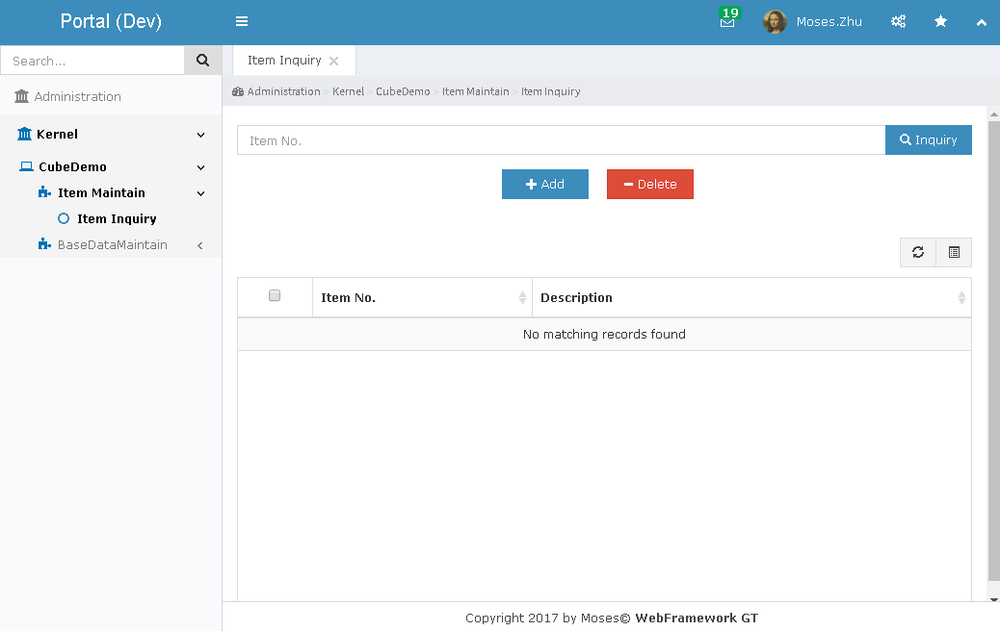 Portal (Dev)
19
Moses.Zhu
Search...
Item Inquiry
Administration
Administration > Kernel > CubeDemo > Item Maintain > Item Inquiry
Kernel
CubeDemo
Item Maintain
Item Inquiry
BaseDataMaintain
Item No.
Inquiry
Add
Delete
Item No.
Description
No matching records found
Copyright 2017 by Moses© WebFramework GT